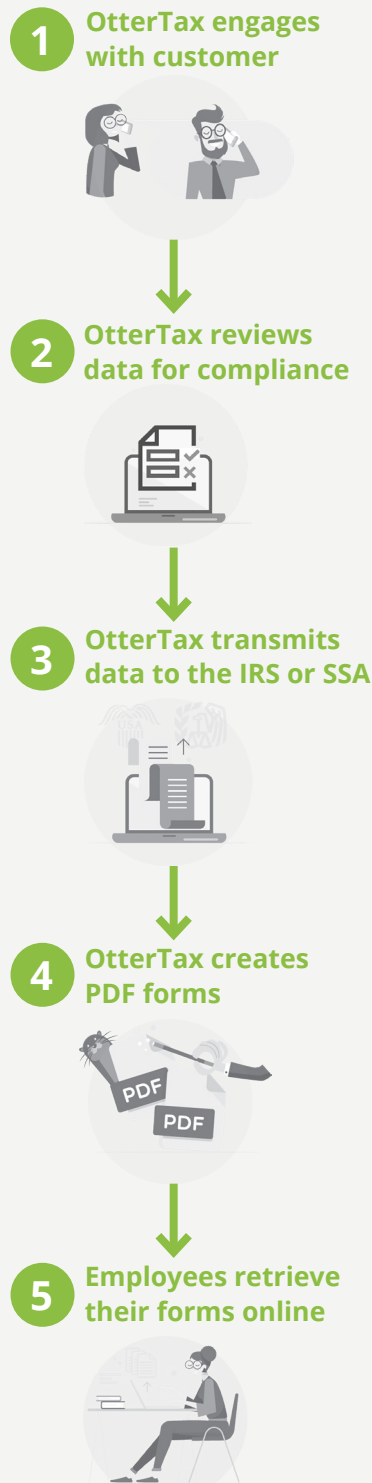 1
OtterTax engages
with customer
2
OtterTax reviews
data for compliance
3
OtterTax transmits
data to the IRS or SSA
4
OtterTax creates
PDF forms
PDF
PDF
5
Employees retrieve
their forms online